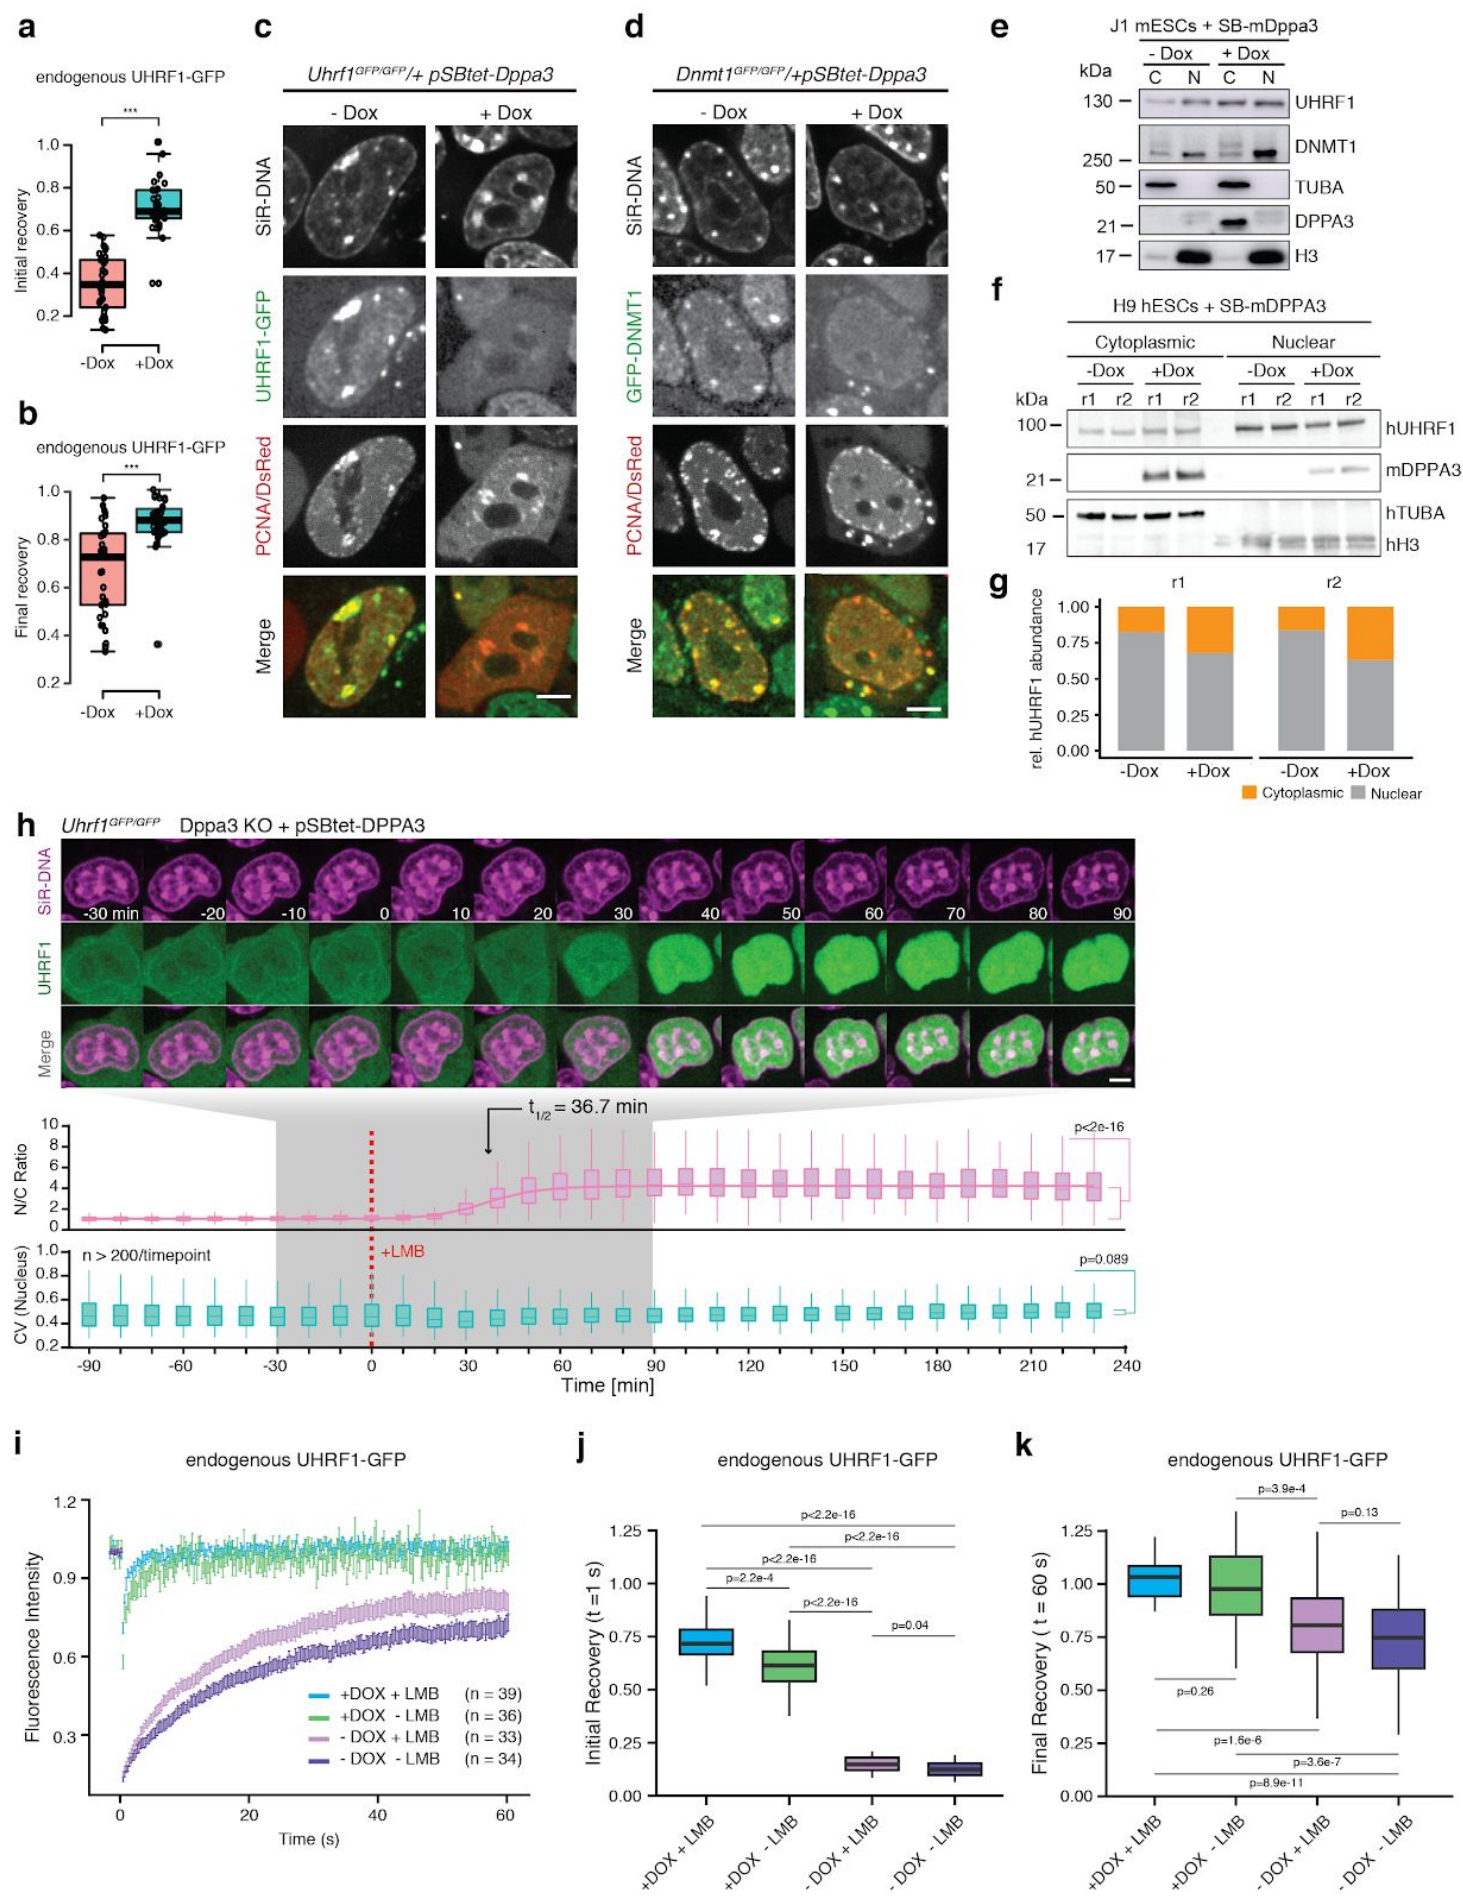 a
endogenous UHRF1-GFP
***
1.0
0.8
0.6
0.4
0.2
Initial recovery
-Dox
+Dox
b
endogenous UHRF1-GFP
***
1.0
0.8
0.6
0.4
0.2
Final recovery
-Dox
+Dox
c
Uhrf1GFP/GFP/+ pSBtet-Dppa3
- Dox
+ Dox
SiR-DNA
UHRF1-GFP
PCNA/DsRed
Merge
d
Dnmt1GFP/GFP/+pSBtet-Dppa3
- Dox
+ Dox
SiR-DNA
GFP-DNMT1
PCNA/DsRed
Merge
e
J1 mESCs + SB-mDppa3
- Dox
+ Dox
kDa
C N C N
130
UHRF1
250
DNMT1
50
TUBA
21
DPPA3
17
H3
f
H9 hESCs + SB-mDPPA3
Cytoplasmic
Nuclear
-Dox
+Dox
-Dox
+Dox
kDa
r1 r2 r1 r2 r1 r2 r1 r2
100
hUHRF1
21
mDPPA3
50
hTUBA
17
hH3
g
r1
r2
1.00
0.75
0.50
0.25
0.00
rel. hUHRF1 abundance
-Dox
+Dox
-Dox
+Dox
Cytoplasmic
Nuclear
h
Uhrf1GFP/GFP Dppa3 KO + pSBtet-DPPA3
SiR-DNA
-30 min -20 -10 0 10 20 30 40 50 60 70 80 90
UHRF1
Merge
t1/2 = 36.7 min
10
8
6
4
2
0
N/C Ratio
p<2e-16
+LMB
n > 200/timepoint
1.0
0.8
0.6
0.4
0.2
CV (Nucleus)
p=0.089
-90 -60 -30 0 30 60 90 120 150 180 210 240
Time [min]
i
endogenous UHRF1-GFP
1.2
0.9
0.6
0.3
Fluorescence Intensity
+DOX + LMB (n = 39)
+DOX - LMB (n = 36)
- DOX + LMB (n = 33)
- DOX - LMB (n = 34)
0 20 40 60
Time (s)
j
endogenous UHRF1-GFP
p<2.2e-16
p<2.2e-16
p<2.2e-16
p=2.2e-4
p<2.2e-16
p=0.04
1.25
1.00
0.75
0.50
0.25
0.00
Initial Recovery (t =1 s)
+DOX + LMB
+DOX - LMB
- DOX + LMB
- DOX - LMB
k
endogenous UHRF1-GFP
p=3.9e-4
p=0.13
1.25
1.00
0.75
0.50
0.25
0.00
Final Recovery ( t = 60 s)
p=0.26
p=1.6e-6
p=3.6e-7
p=8.9e-11
+DOX + LMB
+DOX - LMB
- DOX + LMB
- DOX - LMB